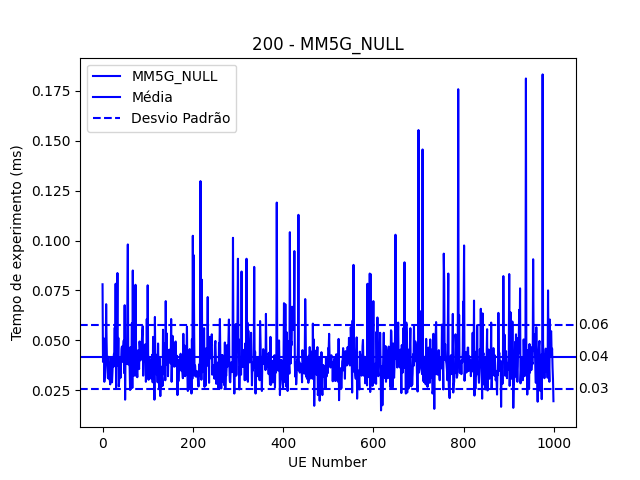 200 - MM5G_NULL
MM5G_NULL
Média
Desvio Padrão
Tempo de experimento (ms)
0.175
0.150
0.125
0.100
0.075
0.050
0.025
0.06
0.04
0.03
0 200 400 600 800 1000
UE Number